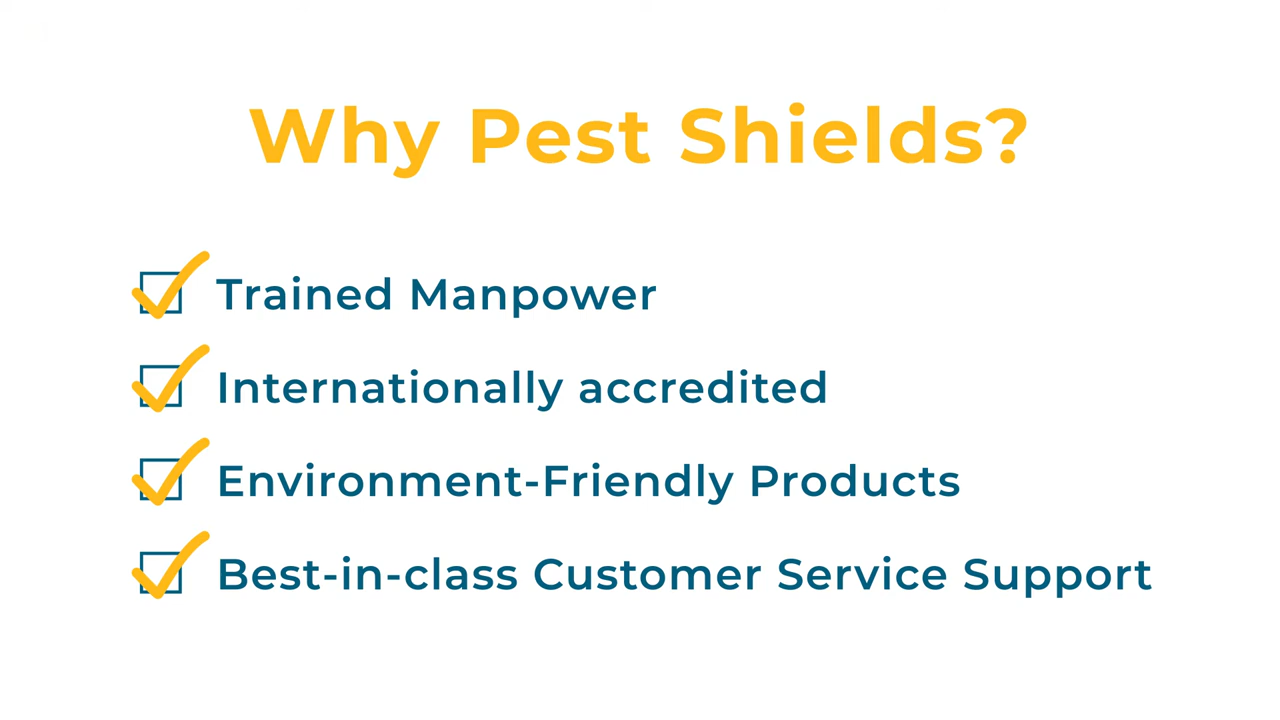 Why Pest Shields?
Trained Manpower
Internationally accredited
Environment-Friendly Products
Best-in-class Customer Service Support